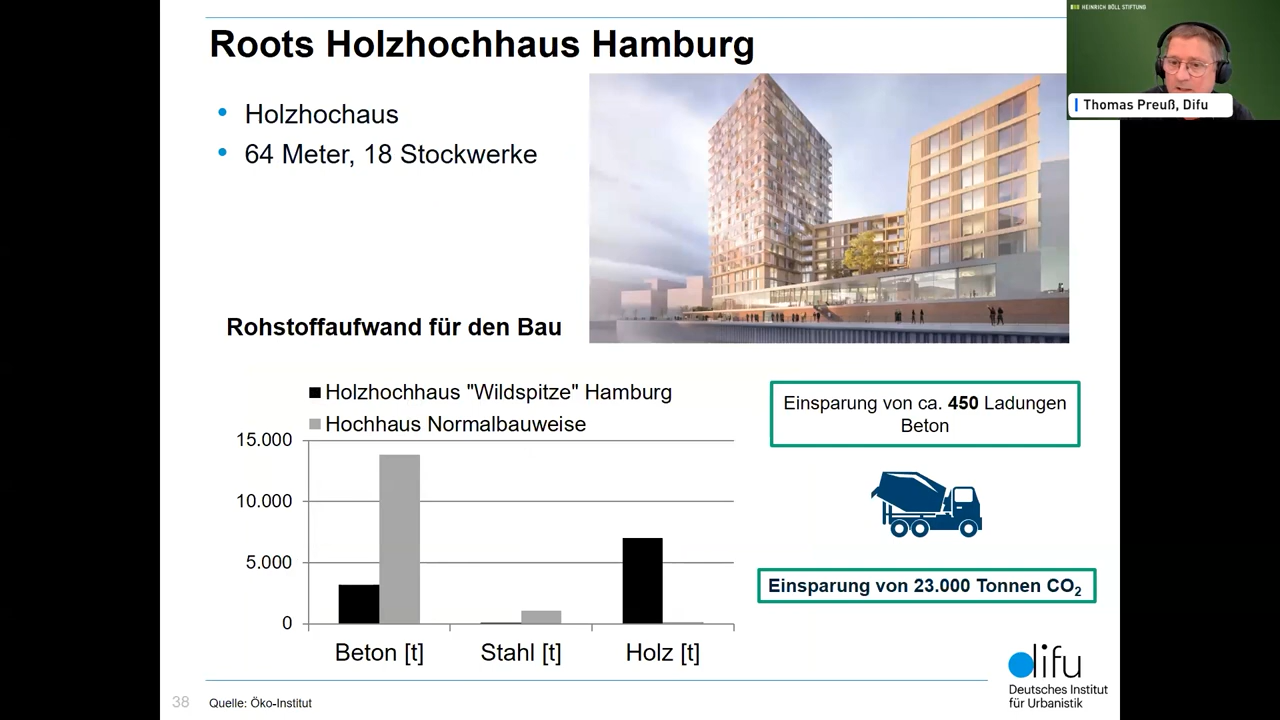 HEINRICH BÖLL STIFTUNG
Roots Holzhochhaus Hamburg
Thomas Preuß, Difu
• Holzhochaus
• 64 Meter, 18 Stockwerke
Rohstoffaufwand für den Bau
Holzhochhaus "Wildspitze" Hamburg
Hochhaus Normalbauweise
15.000
10.000
5.000
0
Beton [t]
Stahl [t]
Holz [t]
Einsparung von ca. 450 Ladungen
Beton
Einsparung von 23.000 Tonnen CO₂
difu
Deutsches Institut
für Urbanistik
38
Quelle: Öko-Institut